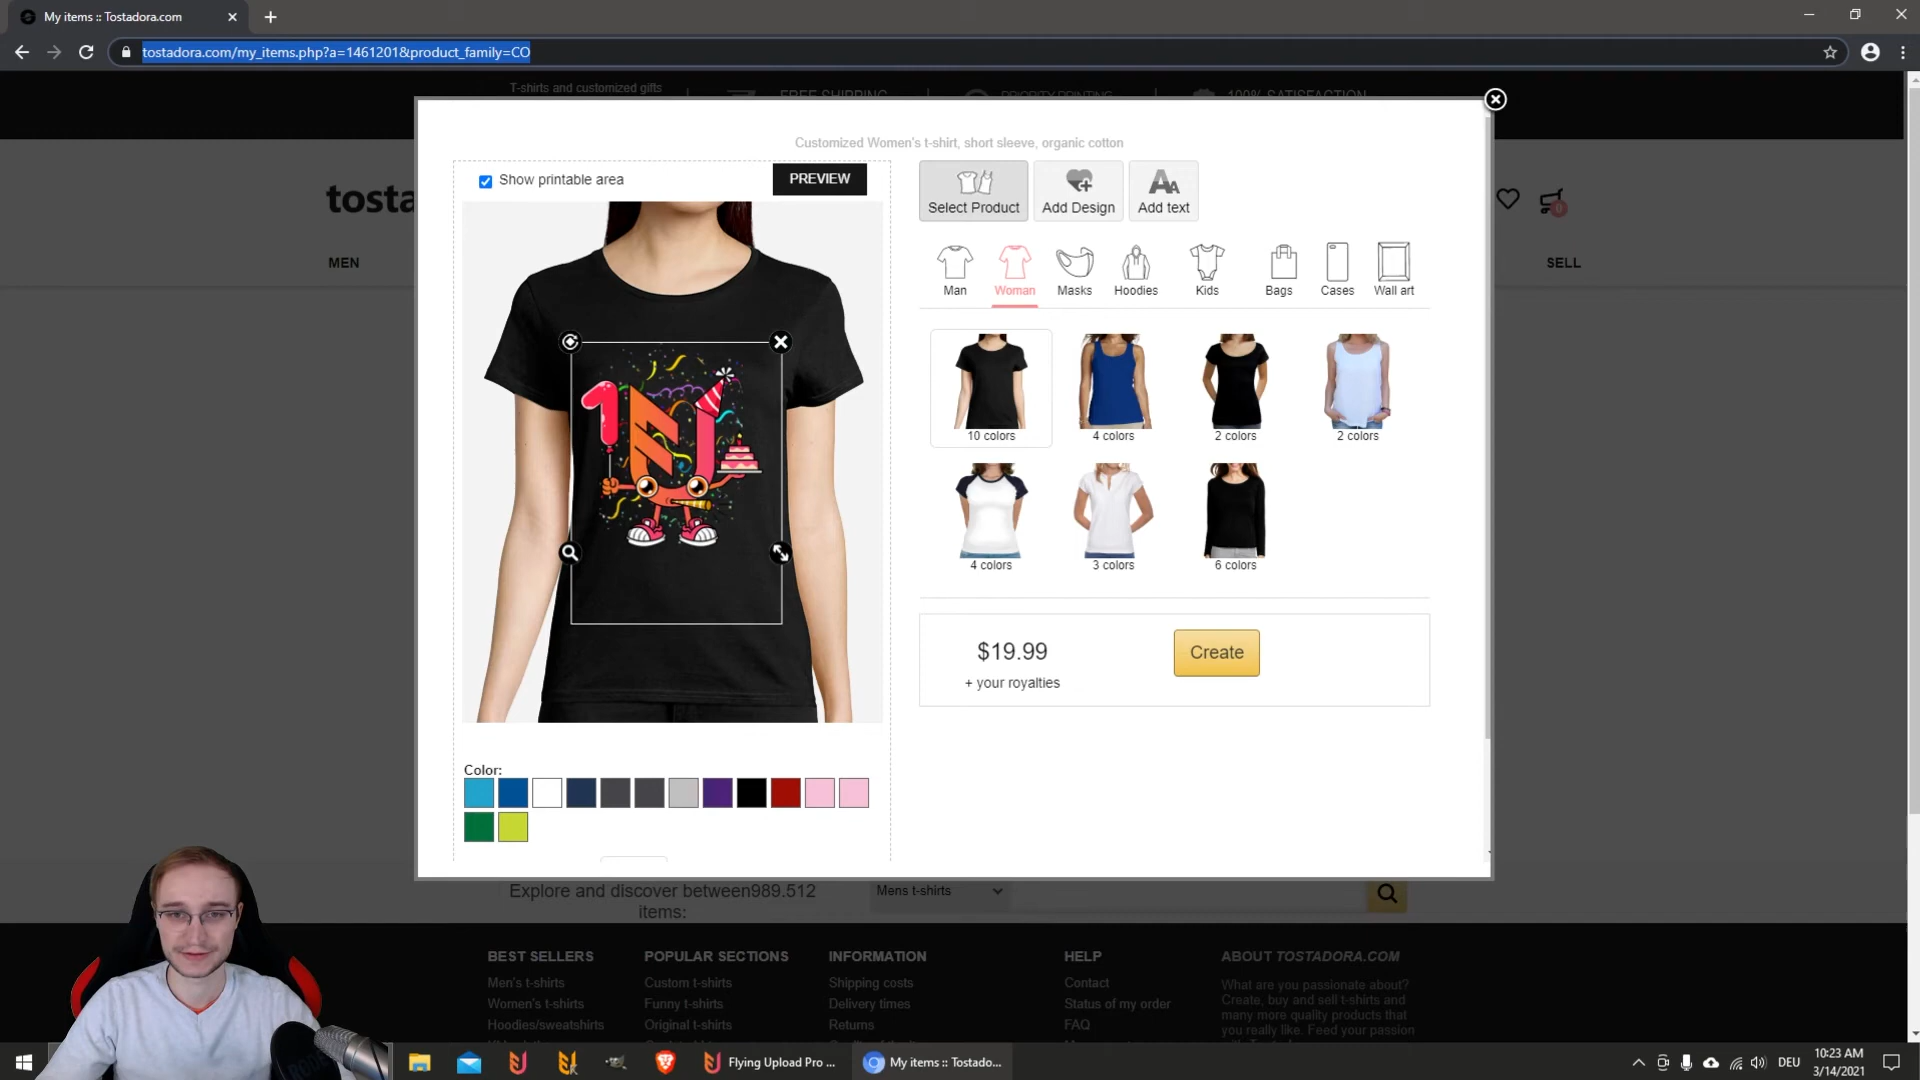 My items :: Tostadora.com
tostadora.com/my_items.php?a=1461201&product_family=CO
T-shirts and customized gifts
FREE SHIPPING
PRIORITY PRINTING
100% SATISFACTION
tosta
0
MEN
SELL
Customized Women's t-shirt, short sleeve, organic cotton
Show printable area
PREVIEW
Select Product
Add Design
Add text
Man
Woman
Masks
Hoodies
Kids
Bags
Cases
Wall art
10 colors
4 colors
2 colors
2 colors
4 colors
3 colors
6 colors
$19.99
+ your royalties
Create
Color:
Explore and discover between989.512
items:
Mens t-shirts
BEST SELLERS
Men's t-shirts
Women's t-shirts
Hoodies/sweatshirts
POPULAR SECTIONS
Custom t-shirts
Funny t-shirts
Original t-shirts
INFORMATION
Shipping costs
Delivery times
Returns
HELP
Contact
Status of my order
FAQ
ABOUT TOSTADORA.COM
What are you passionate about?
Create, buy and sell t-shirts and
many more quality products that
you really like. Feed your passion
Flying Upload Pro ...
My items :: Tostado...
DEU
10:23 AM
3/14/2021